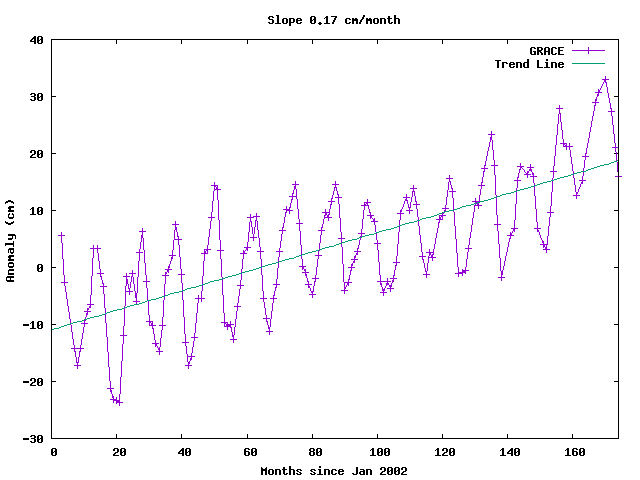 Slope 0.17 cm/month
GRACE
Trend Line
40
30
20
10
0
-10
-20
-30
Anomaly (cm)
0 20 40 60 80 100 120 140 160
Months since Jan 2002